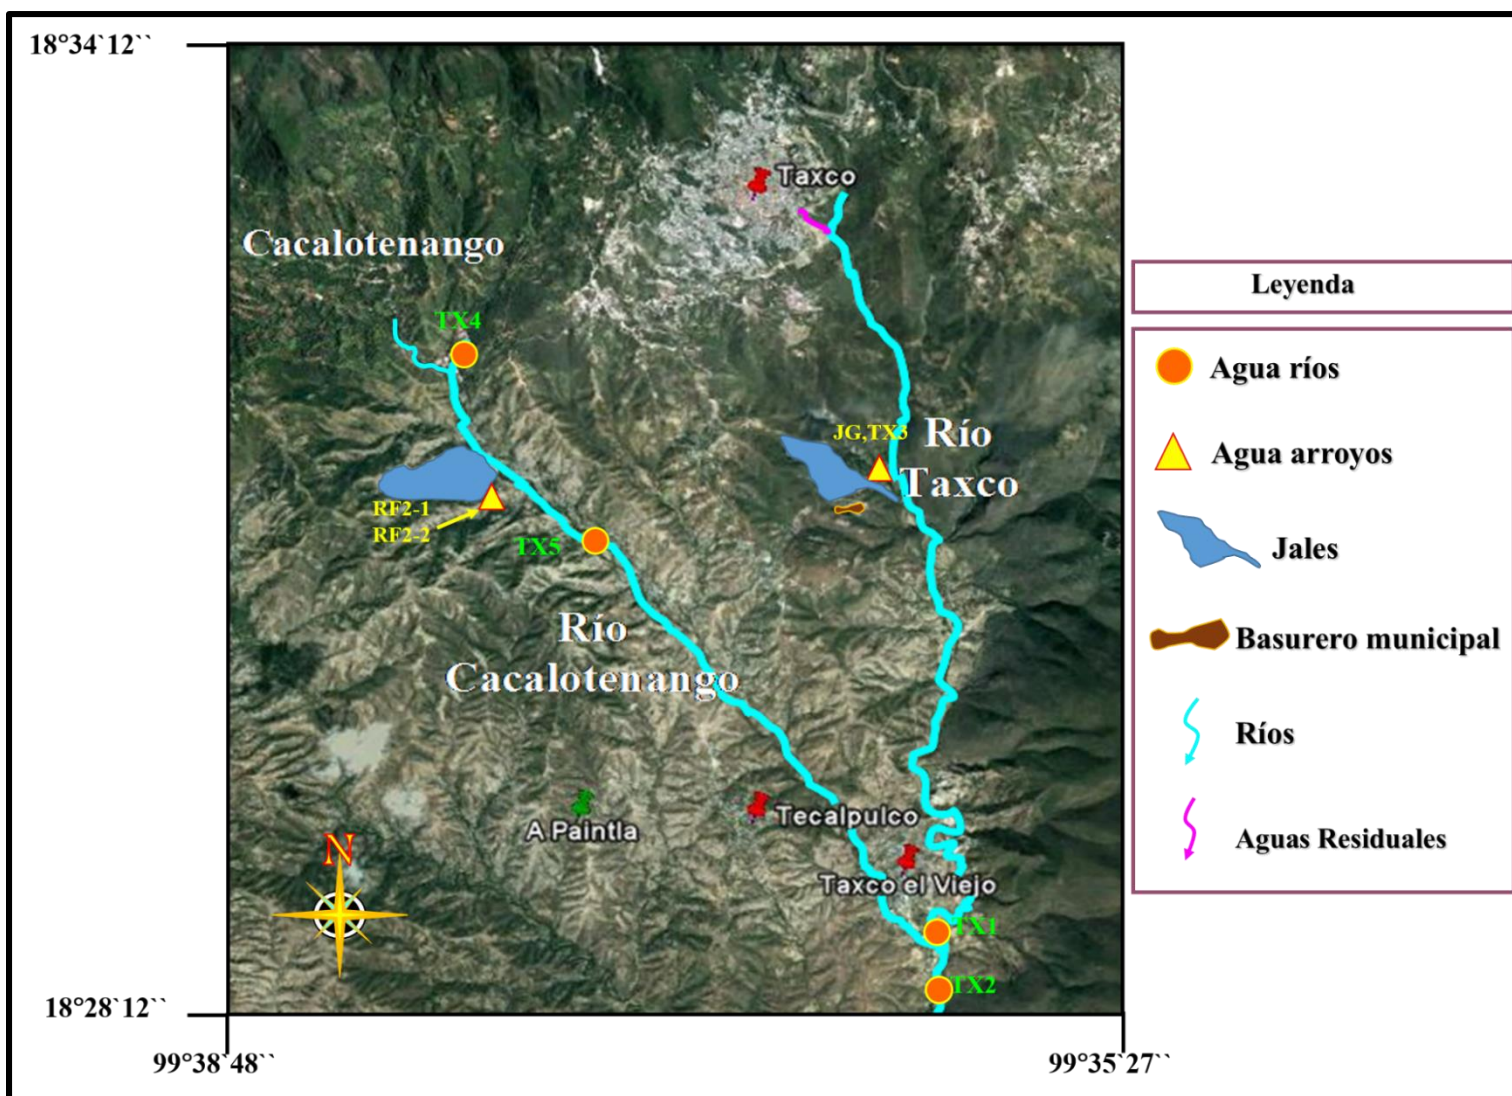 18°34`12``
Taxco
Cacalotenango
TX4
JG,TX3
Río
Taxco
RF2-1
RF2-2
TX5
Río
Cacalotenango
Tecalpulco
A Paintla
Taxco el Viejo
N
TX1
TX2
18°28`12``
99°38`48``
99°35`27``
Leyenda
Agua ríos
Agua arroyos
Jales
Basurero municipal
Ríos
Aguas Residuales